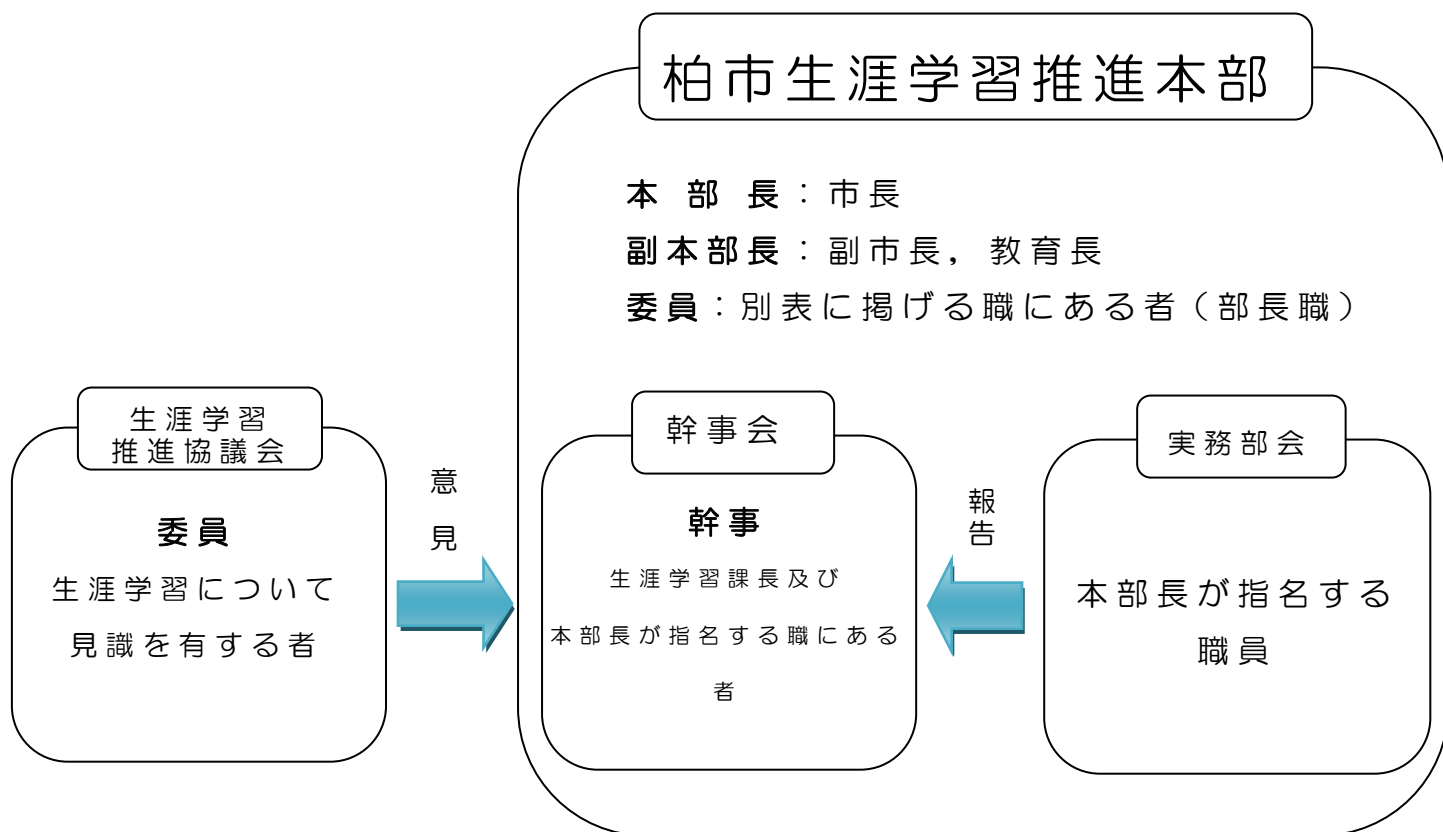 柏市生涯学習推進本部
本部長：市長
副本部長：副市長，教育長
委員：別表に掲げる職にある者（部長職）
生涯学習
推進協議会
委員
生涯学習について
見識を有する者
意
見
幹事会
幹事
生涯学習課長及び
本部長が指名する職にある
者
報
告
実務部会
本部長が指名する
職員